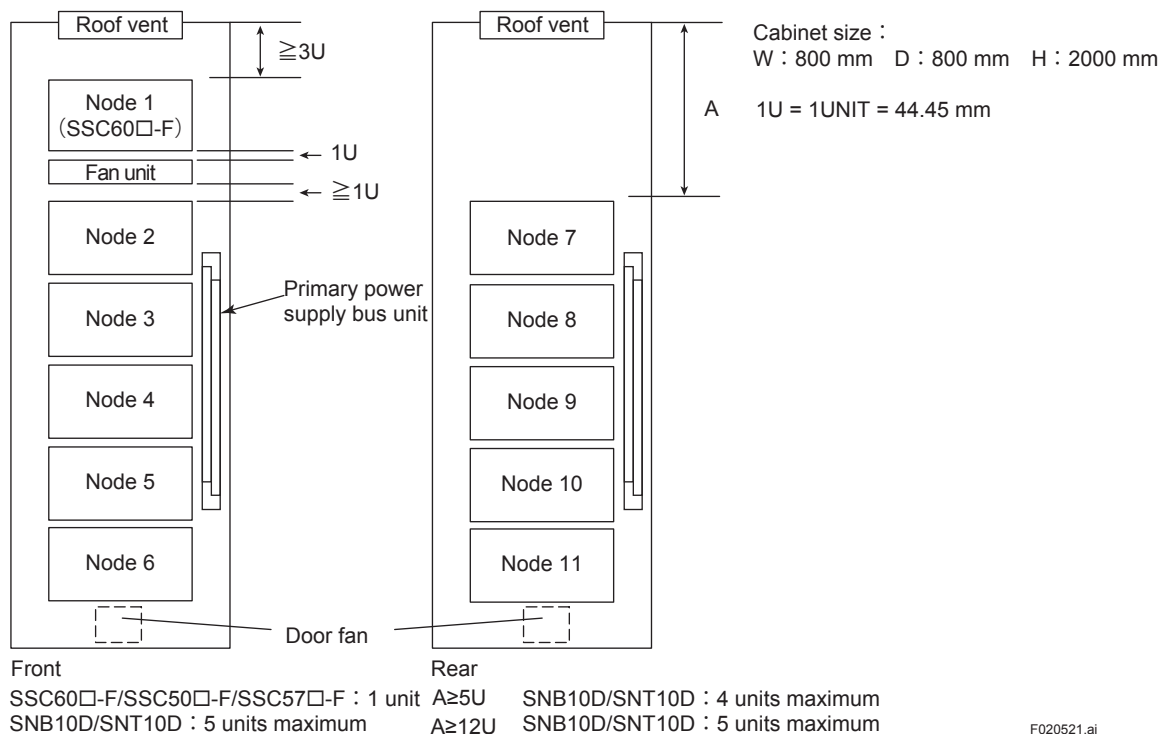 Roof vent
≧3U
Node 1
（SSC60□-F）
1U
Fan unit
≧1U
Node 2
Node 3
Node 4
Node 5
Node 6
Primary power
supply bus unit
Door fan
Roof vent
A
Node 7
Node 8
Node 9
Node 10
Node 11
Cabinet size：
W：800 mm D：800 mm H：2000 mm
1U = 1UNIT = 44.45 mm
Front
SSC60□-F/SSC50□-F/SSC57□-F：1 unit
SNB10D/SNT10D：5 units maximum
Rear
A≥5U SNB10D/SNT10D：4 units maximum
A≥12U SNB10D/SNT10D：5 units maximum
F020521.ai